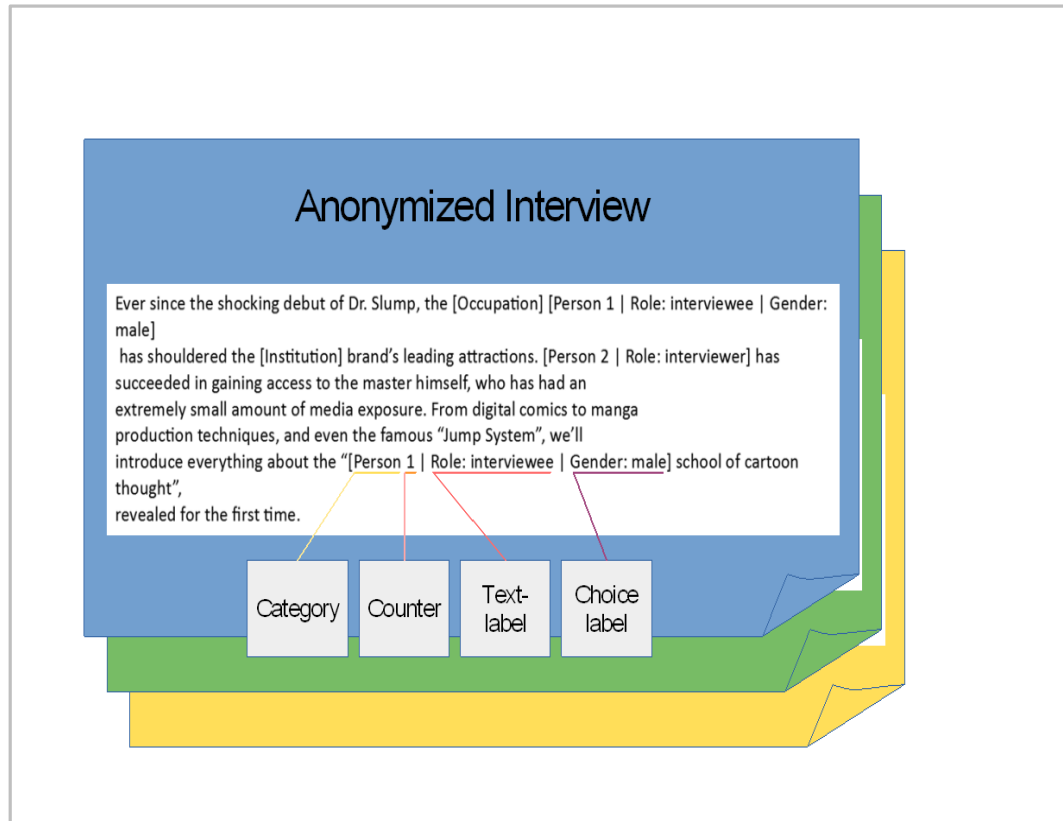 Anonymized Interview
Ever since the shocking debut of Dr. Slump, the [Occupation] [Person 1 | Role: interviewee | Gender:
male]
has shouldered the [Institution] brand’s leading attractions. [Person 2 | Role: interviewer] has
succeeded in gaining access to the master himself, who has had an
extremely small amount of media exposure. From digital comics to manga
production techniques, and even the famous “Jump System”, we’ll
introduce everything about the “[Person 1 | Role: interviewee | Gender: male] school of cartoon
thought”,
revealed for the first time.
Category
Counter
Text-
label
Choice
label